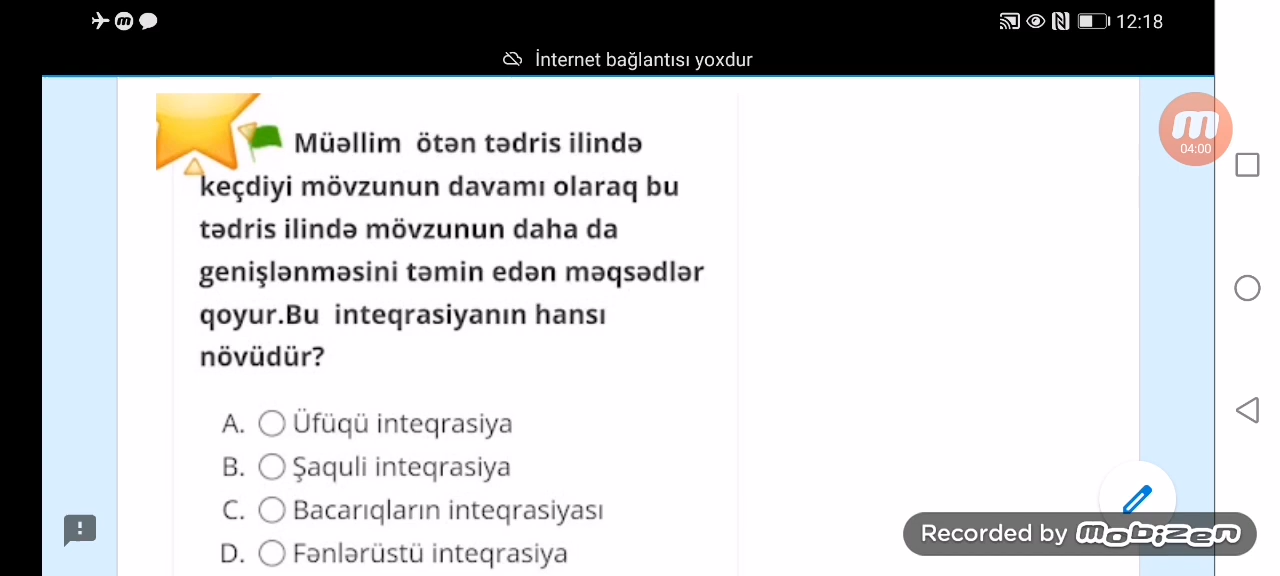 12:18
İnternet bağlantısı yoxdur
Müəllim ötən tədris ilində
keçdiyi mövzunun davamı olaraq bu
tədris ilində mövzunun daha da
genişlənməsini təmin edən məqsədlər
qoyur.Bu inteqrasiyanın hansı
növüdür?
A. Üfüqü inteqrasiya
B. Şaquli inteqrasiya
C. Bacarıqların inteqrasiyası
D. Fənlərüstü inteqrasiya
04:00
Recorded by mobizen